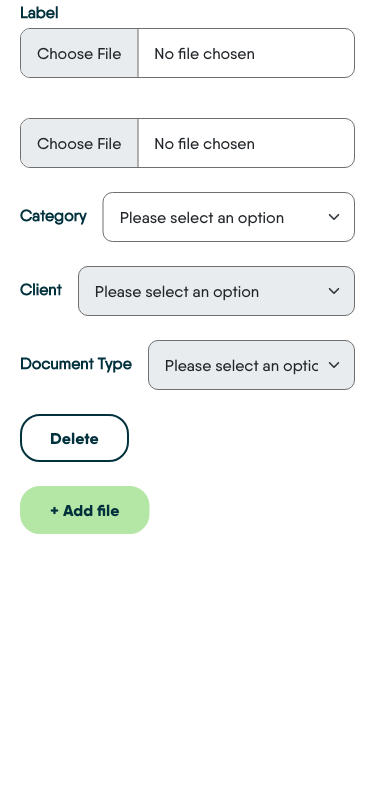 Label
Choose File No file chosen
Choose File No file chosen
Category Please select an option
Client Please select an option
Document Type Please select an optic
Delete
+ Add file